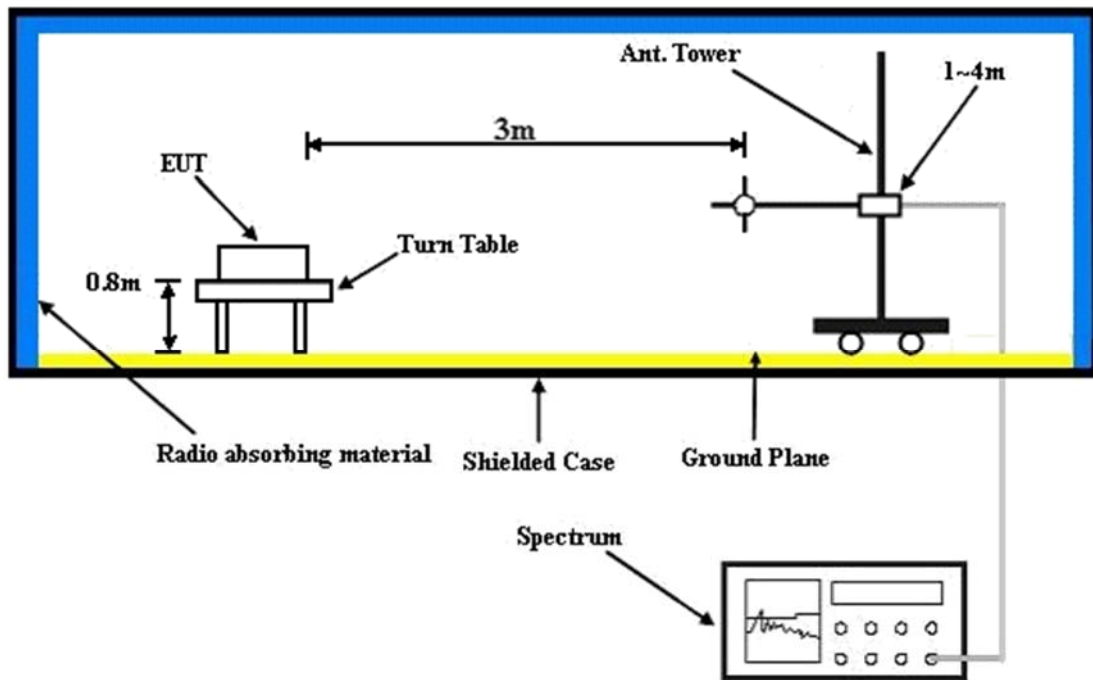 Ant. Tower
1~4m
3m
EUT
Turn Table
0.8m
Radio absorbing material
Shielded Case
Ground Plane
Spectrum